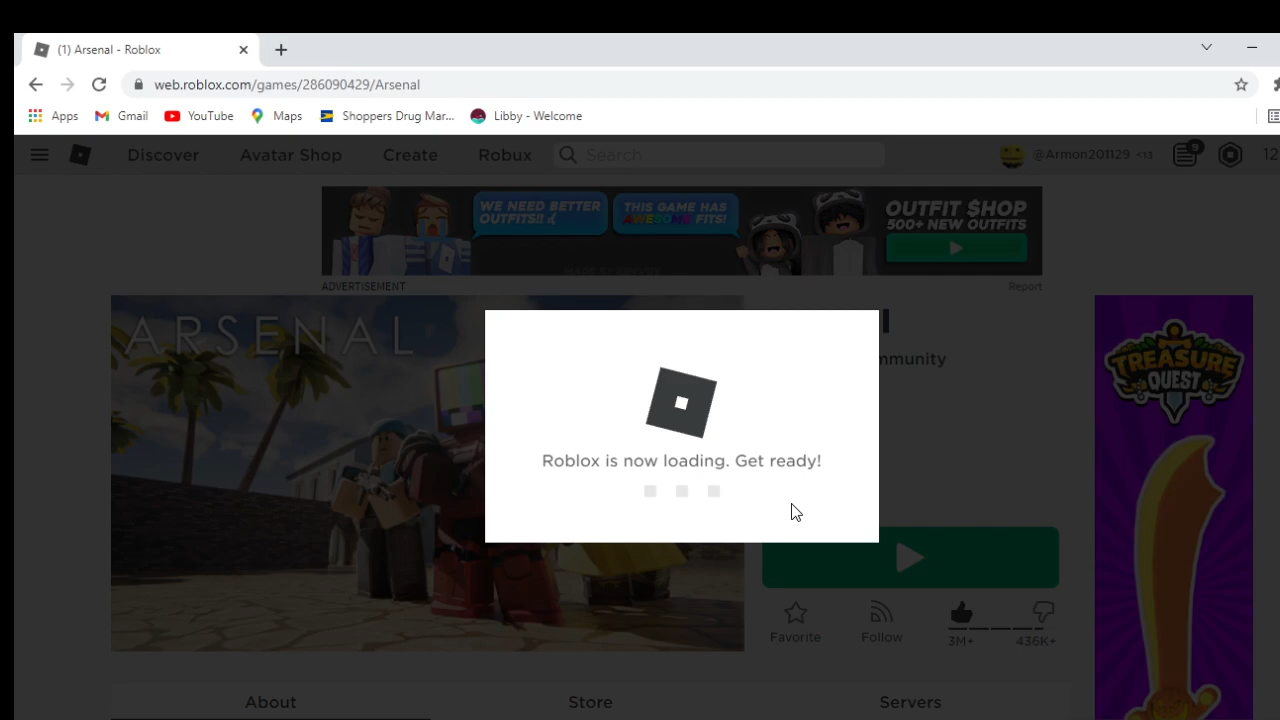 (1) Arsenal - Roblox
web.roblox.com/games/286090429/Arsenal
Apps Gmail YouTube Maps Shoppers Drug Mar... Libby - Welcome
Discover Avatar Shop Create Robux Search @Armon201129 <13 9 12
WE NEED BETTER
OUTFITS!! :(
THIS GAME HAS
AWESOME FITS!
OUTFIT $HOP
500+ NEW OUTFITS
ADVERTISEMENT Report
ARSENAL
l
mmunity
TREASURE
QUEST
Roblox is now loading. Get ready!
Favorite Follow 3M+ 436K+
About Store Servers